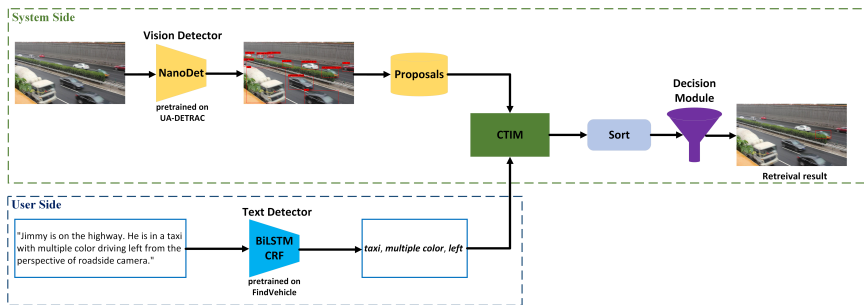 System Side
Vision Detector
NanoDet
pretrained on
UA-DETRAC
Proposals
CTIM
Sort
Decision
Module
Retreival result
User Side
"Jimmy is on the highway. He is in a taxi
with multiple color driving left from the
perspective of roadside camera."
Text Detector
BiLSTM
CRF
pretrained on
FindVehicle
taxi, multiple color, left